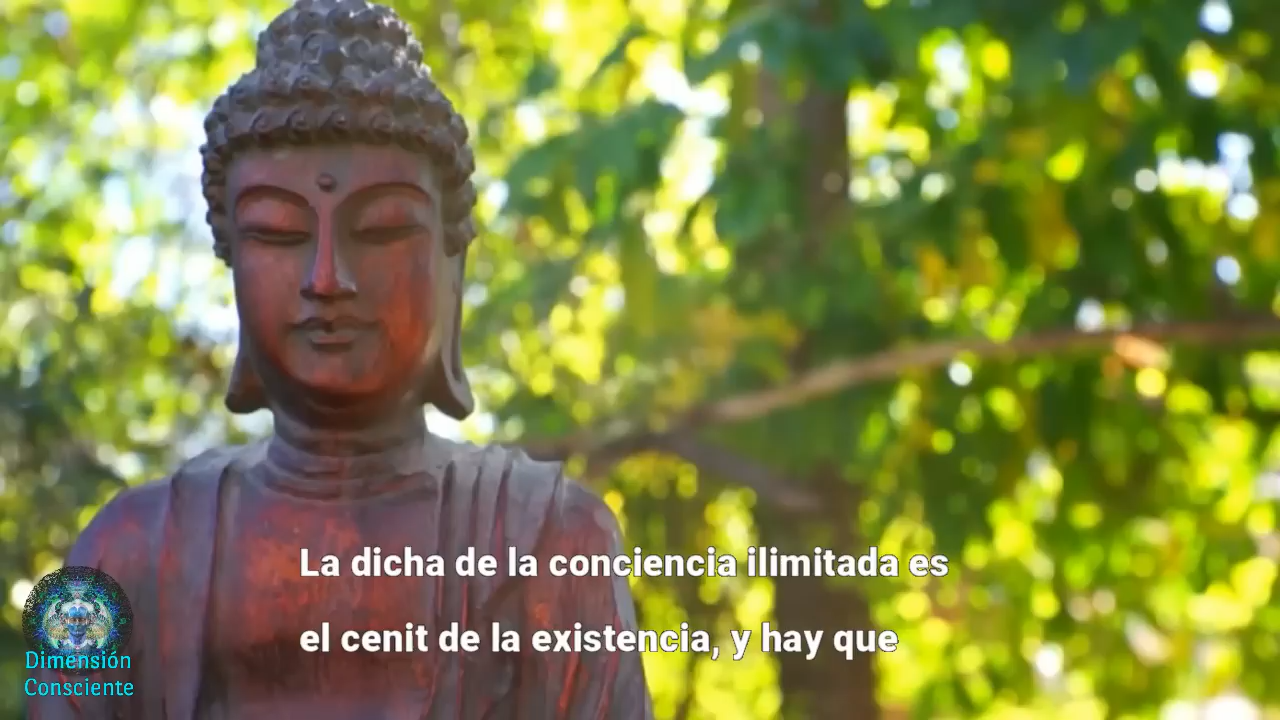 La dicha de la conciencia ilimitada es
el cenit de la existencia, y hay que
Dimensión
Consciente